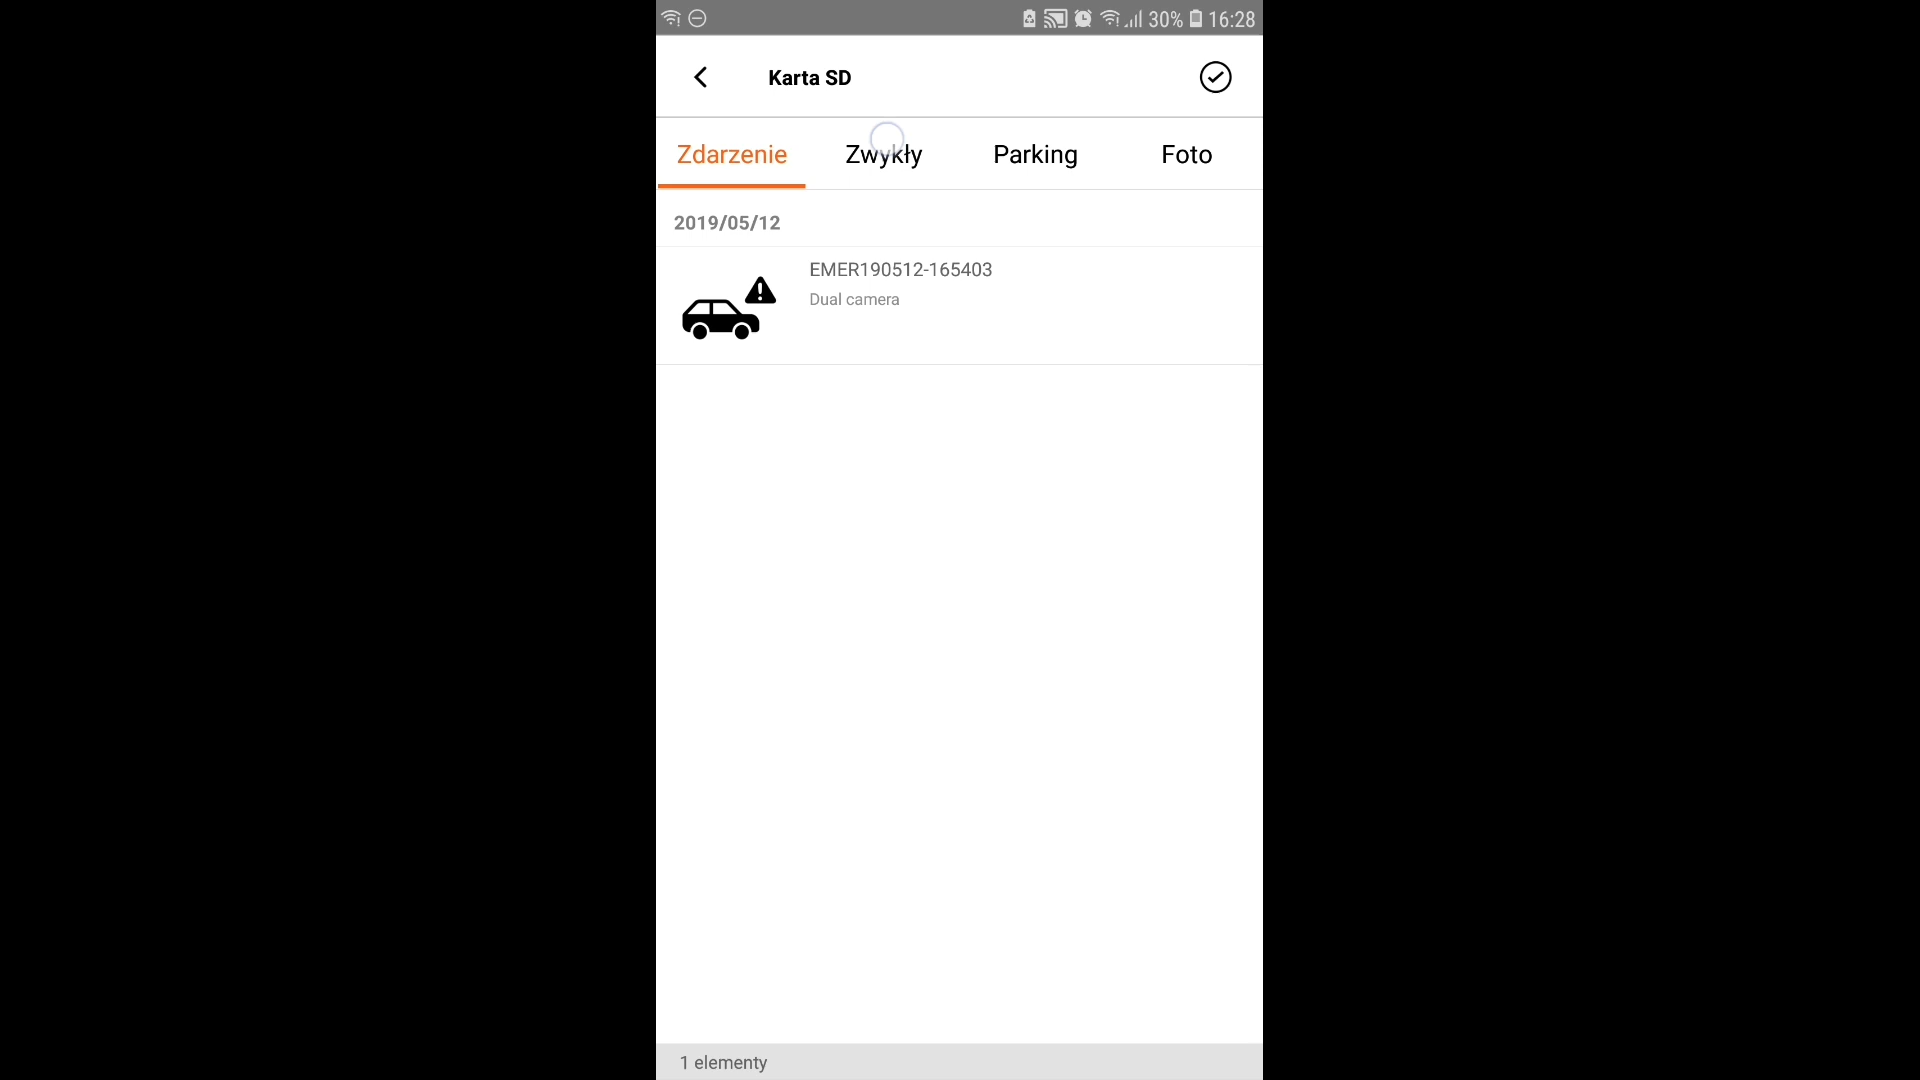 30% 16:28
Karta SD
Zdarzenie Zwykły Parking Foto
2019/05/12
EMER190512-165403
Dual camera
1 elementy